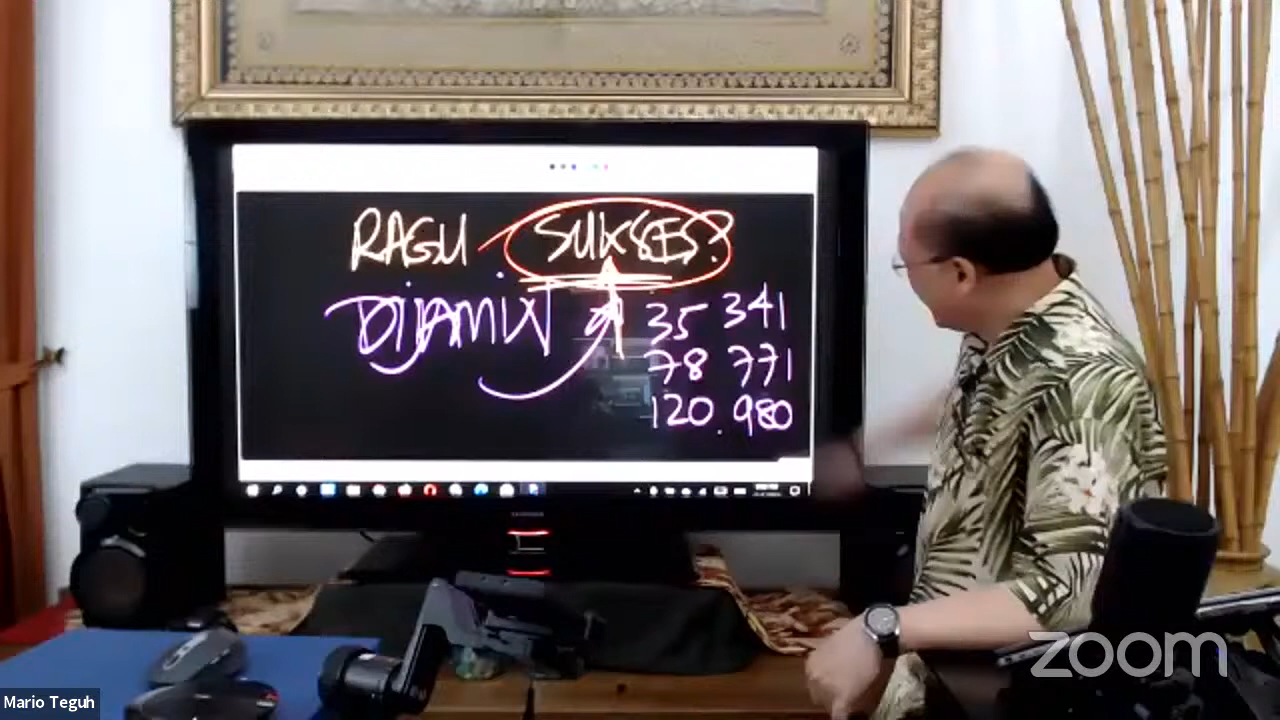 RAGU SUKSES?
DIJAMIN
35 341
78 771
120.980
zoom
Mario Teguh